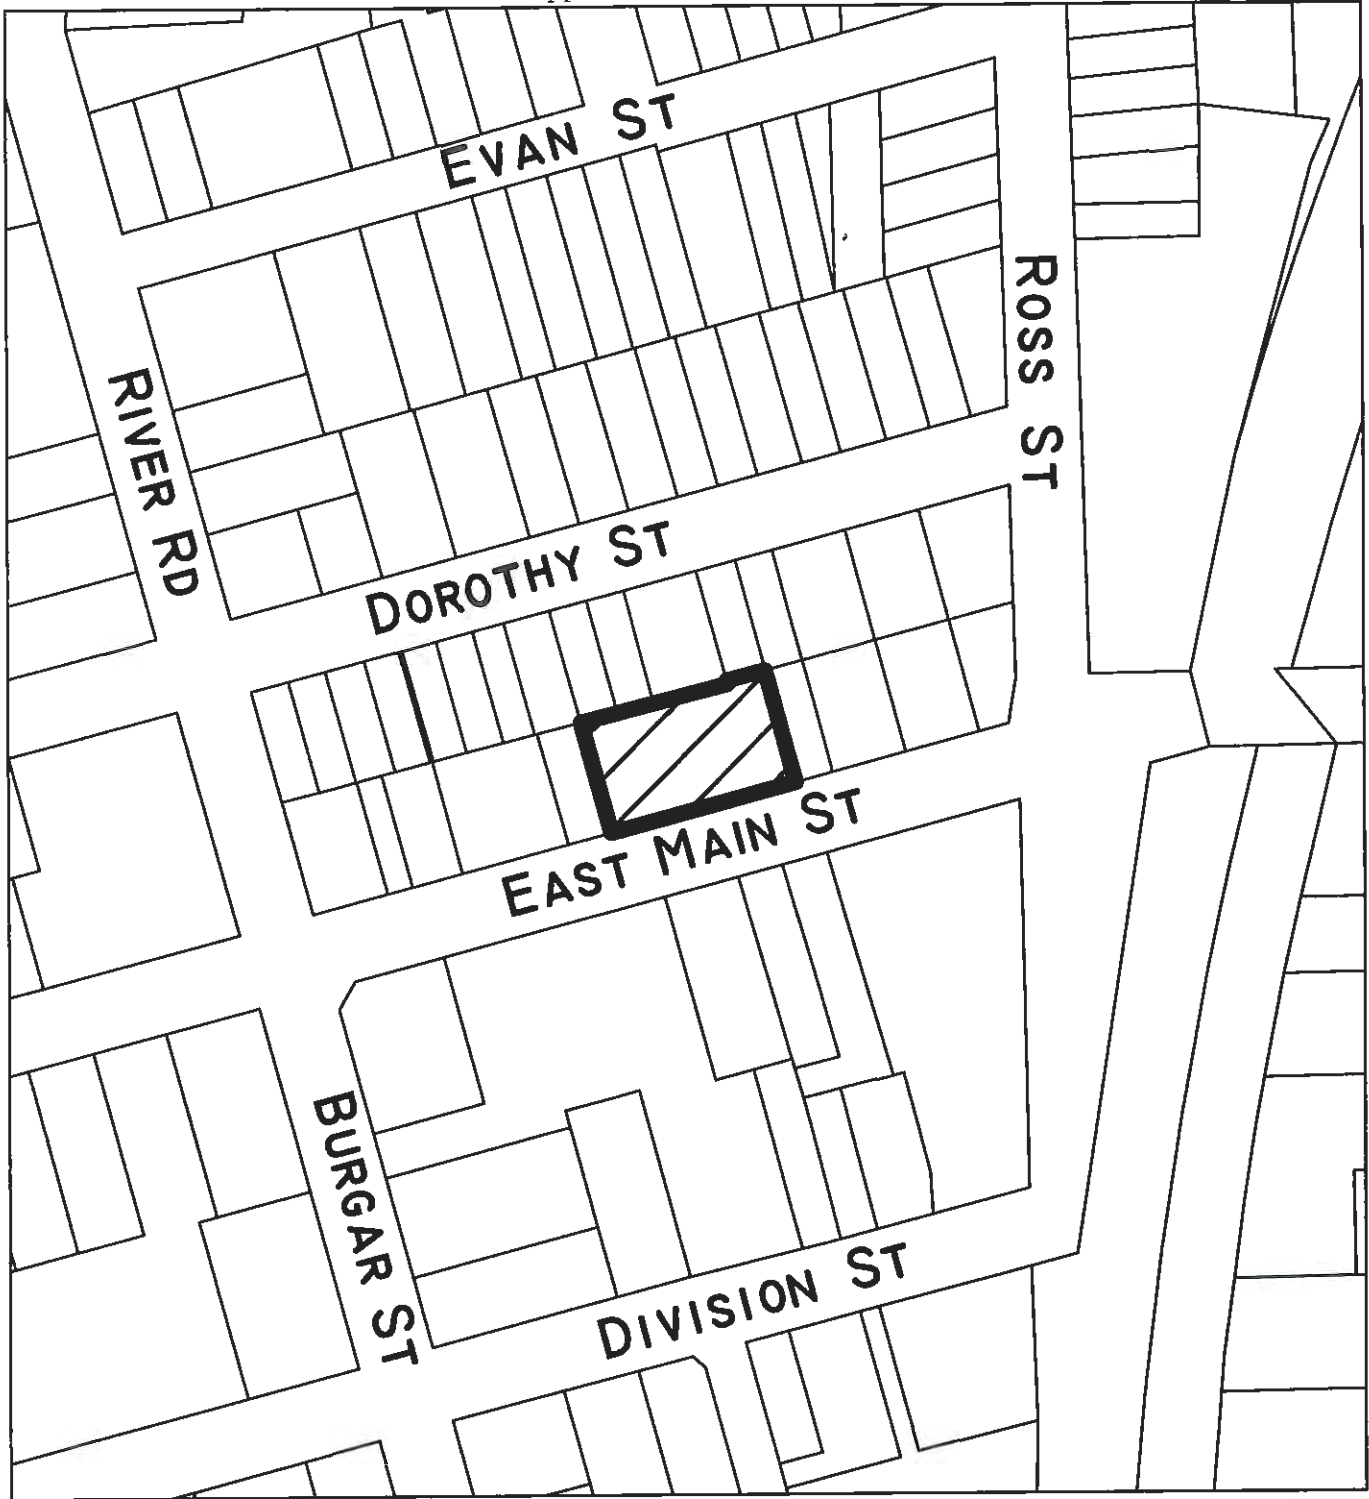 EVAN ST
ROSS ST
RIVER RD
DOROTHY ST
EAST MAIN ST
BURGAR ST
DIVISION ST